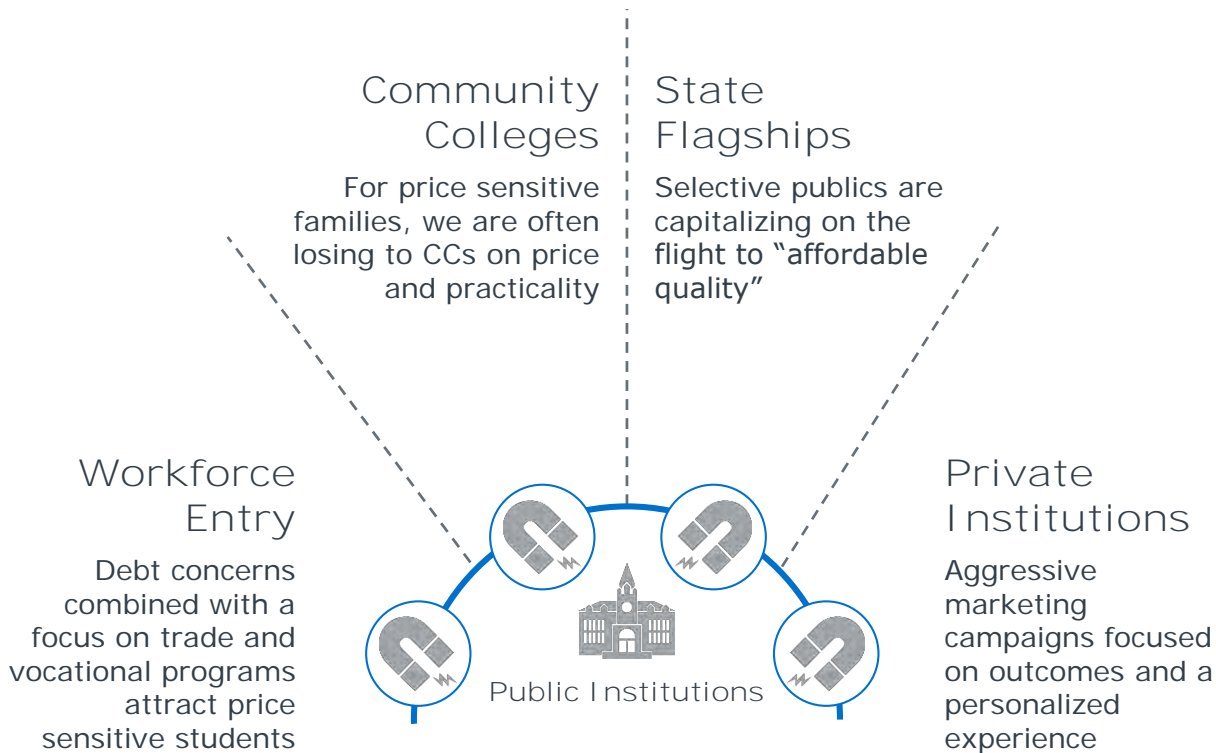 Community
Colleges
For price sensitive
families, we are often
losing to CCs on price
and practicality
State
Flagships
Selective publics are
capitalizing on the
flight to “affordable
quality”
Workforce
Entry
Debt concerns
combined with a
focus on trade and
vocational programs
attract price
sensitive students
Public Institutions
Private
Institutions
Aggressive
marketing
campaigns focused
on outcomes and a
personalized
experience